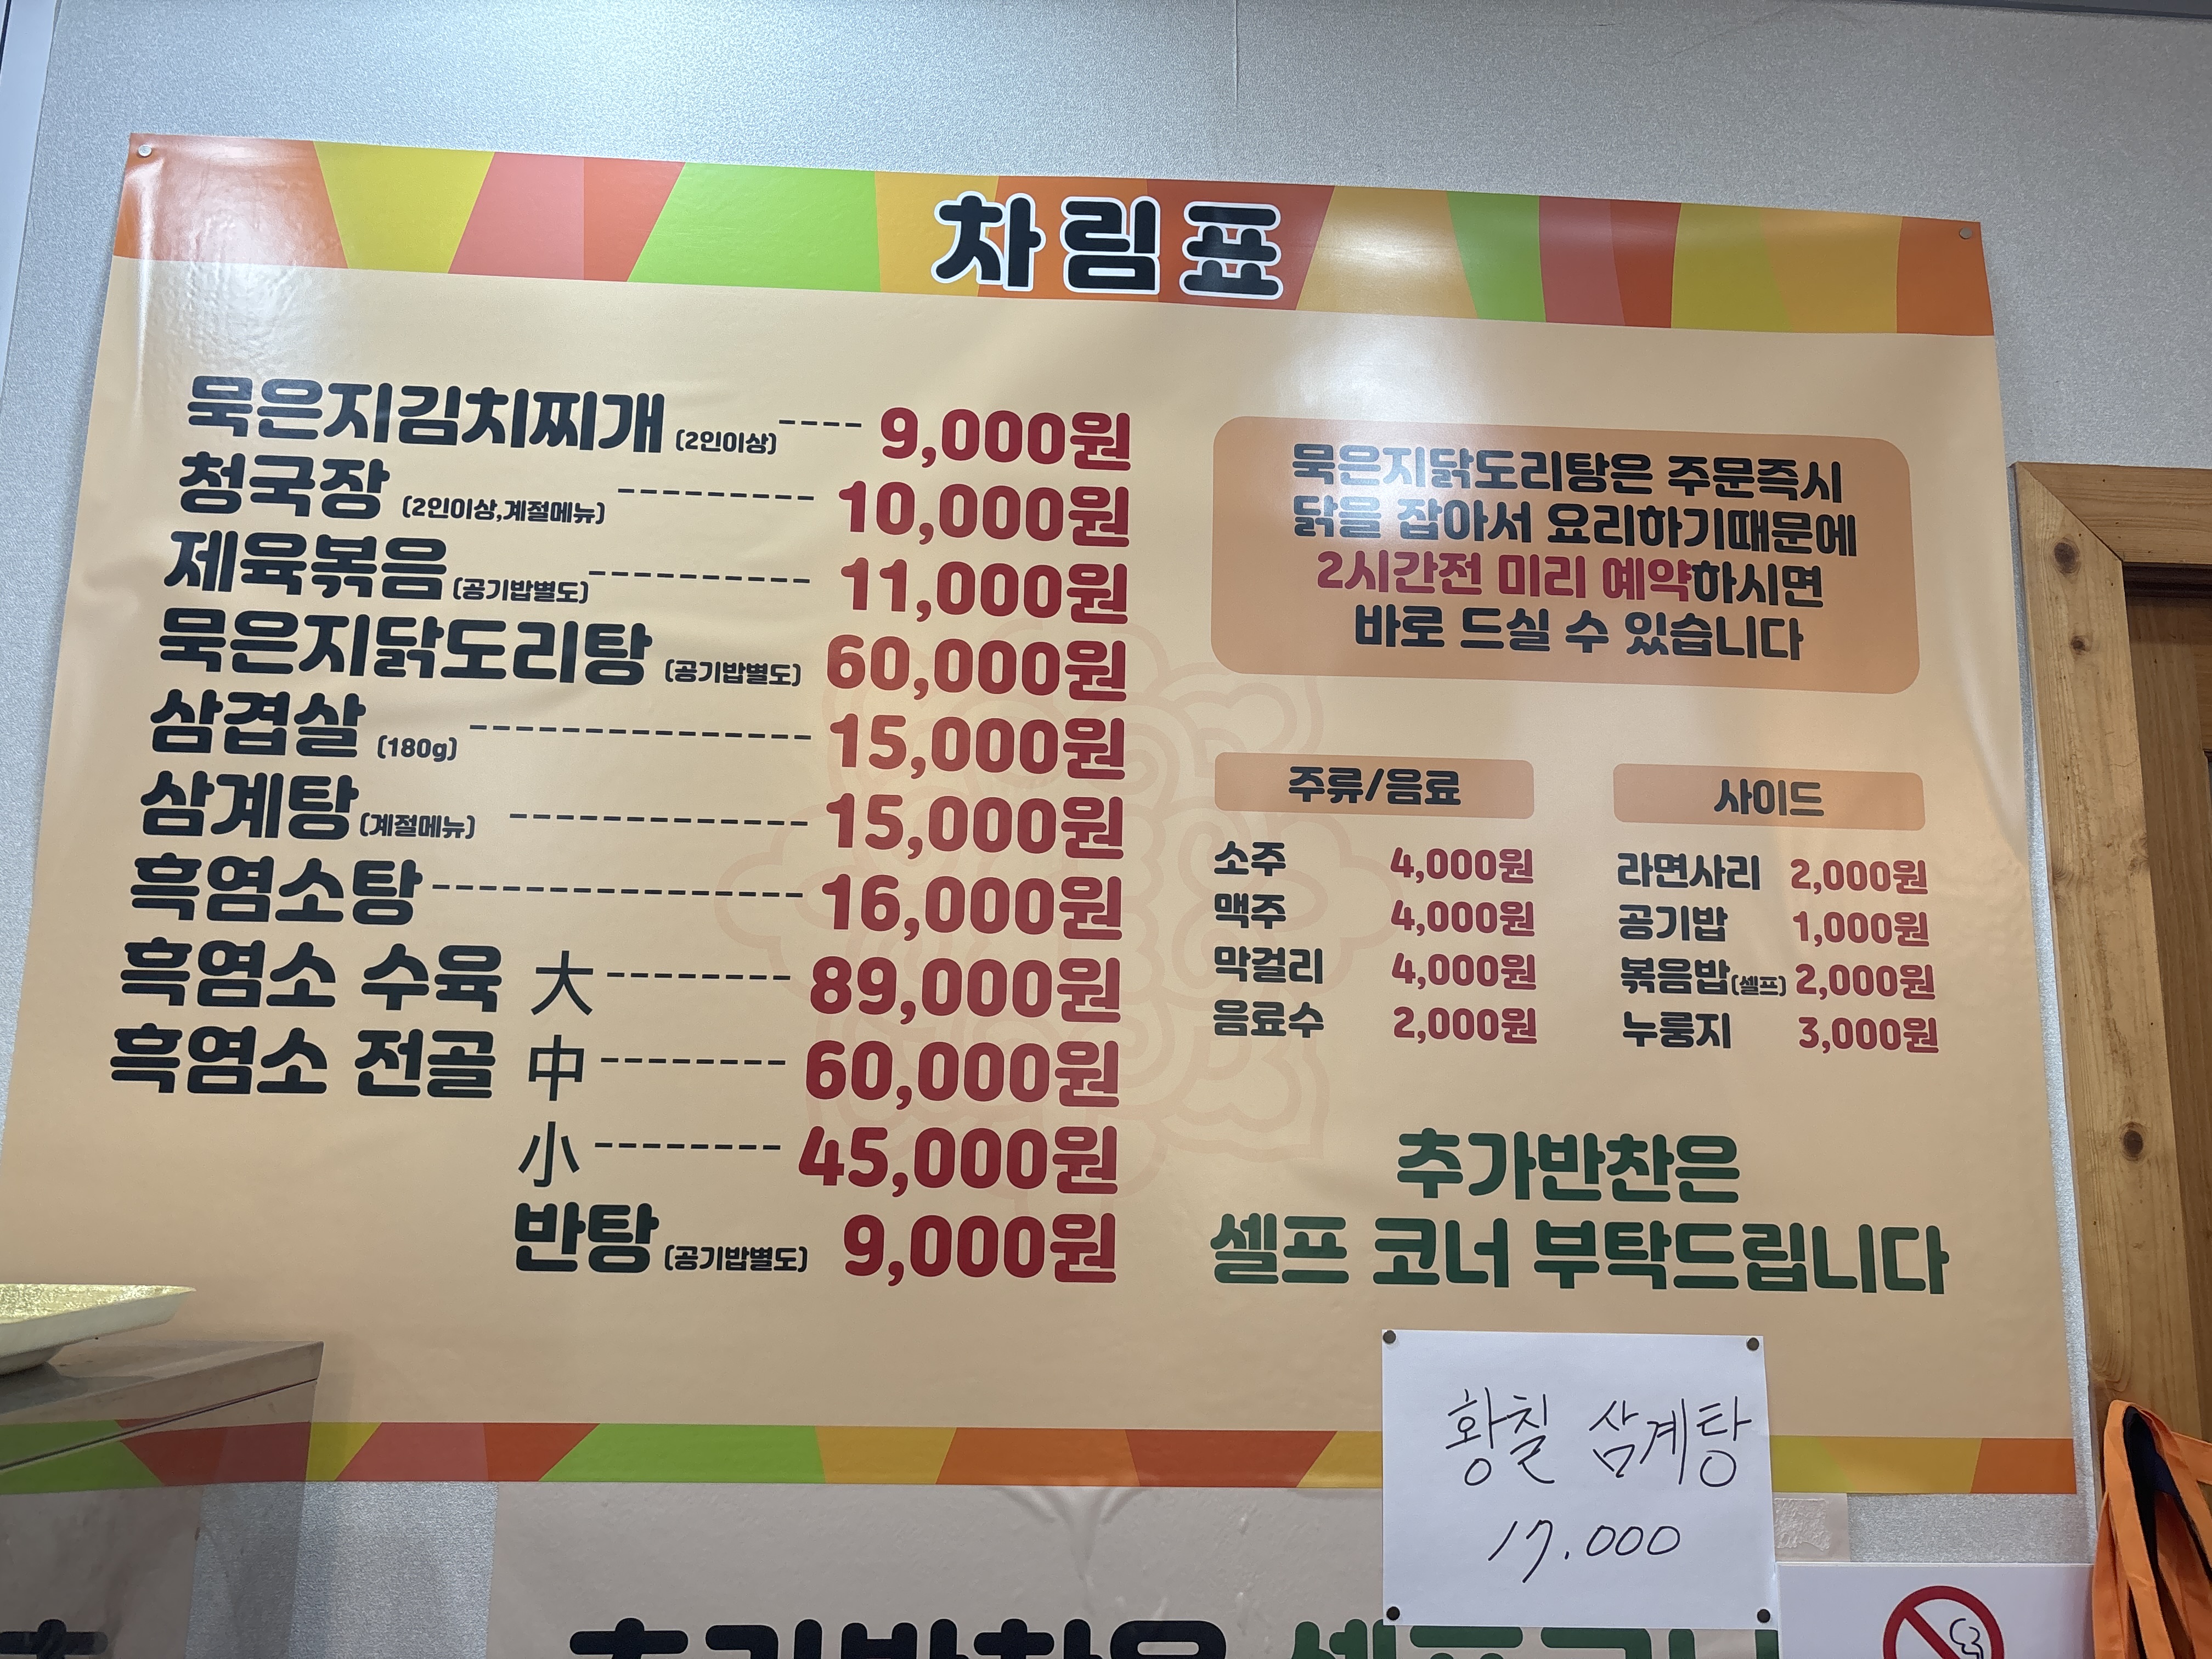 차림표
묵은지김치찌개 (2인이상) ---- 9,000원
청국장 (2인이상,계절메뉴) --------- 10,000원
제육볶음 (공기밥별도) ---------- 11,000원
묵은지닭도리탕 (공기밥별도) 60,000원
삼겹살 (180g) --------------- 15,000원
삼계탕 (계절메뉴) ------------- 15,000원
흑염소탕 ---------------- 16,000원
흑염소 수육 大 -------- 89,000원
흑염소 전골 中 -------- 60,000원
小 -------- 45,000원
반탕 (공기밥별도) 9,000원
묵은지닭도리탕은 주문즉시
닭을 잡아서 요리하기때문에
2시간전 미리 예약하시면
바로 드실 수 있습니다
주류/음료
소주 4,000원
맥주 4,000원
막걸리 4,000원
음료수 2,000원
사이드
라면사리 2,000원
공기밥 1,000원
볶음밥(셀프) 2,000원
누룽지 3,000원
추가반찬은
셀프 코너 부탁드립니다
황칠 삼계탕
17.000